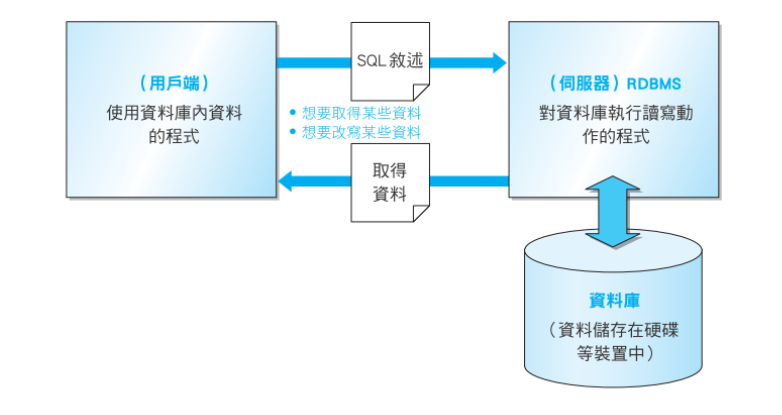 (用戶端)
使用資料庫內資料
的程式
SQL 敘述
• 想要取得某些資料
• 想要改寫某些資料
取得
資料
(伺服器) RDBMS
對資料庫執行讀寫動
作的程式
資料庫
(資料儲存在硬碟
等裝置中)